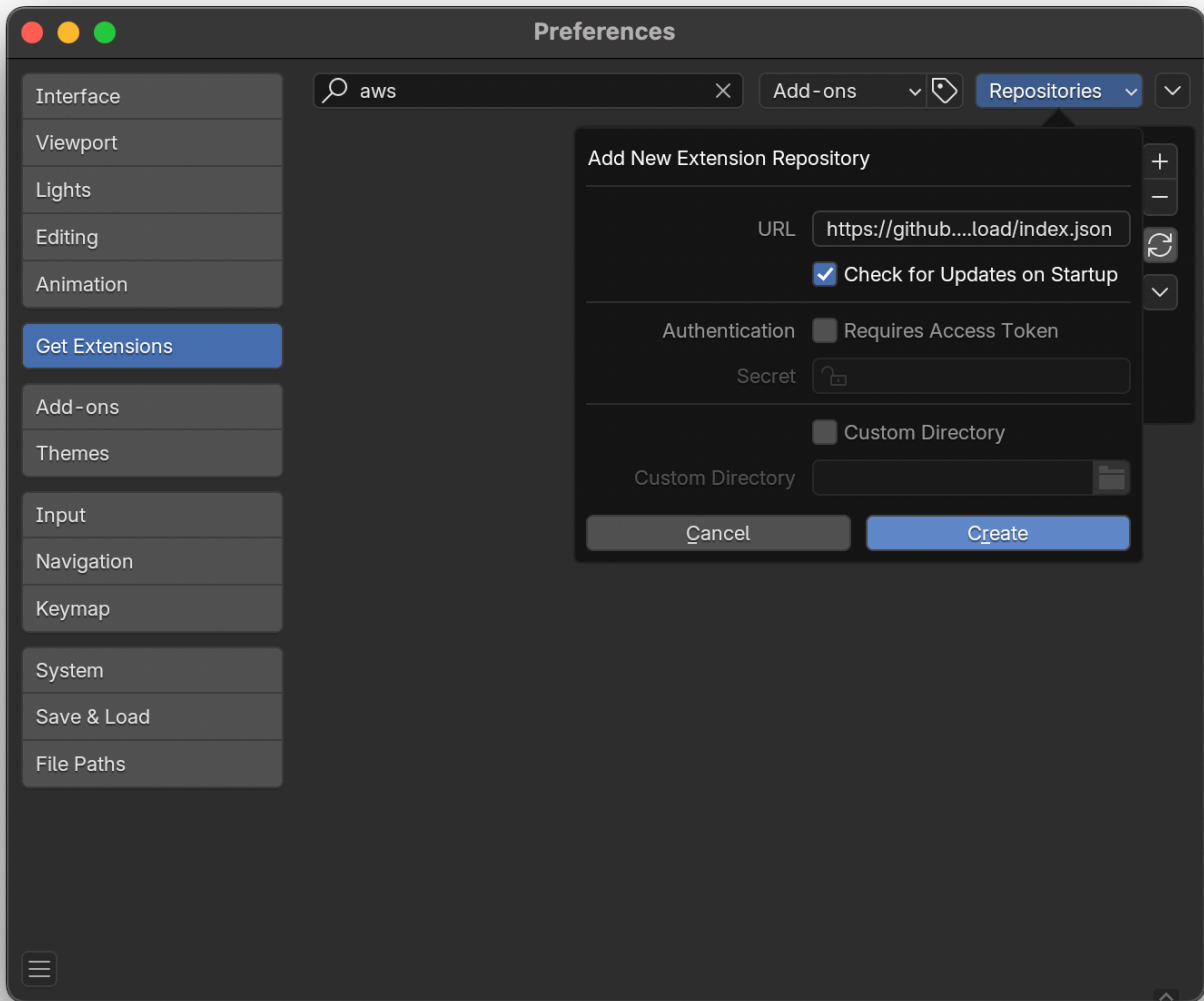 Preferences
Interface
Viewport
Lights
Editing
Animation
Get Extensions
Add-ons
Themes
Input
Navigation
Keymap
System
Save & Load
File Paths
aws
Add-ons
Repositories
Add New Extension Repository
URL https://github....load/index.json
Check for Updates on Startup
Authentication Requires Access Token
Secret
Custom Directory
Custom Directory
Cancel Create